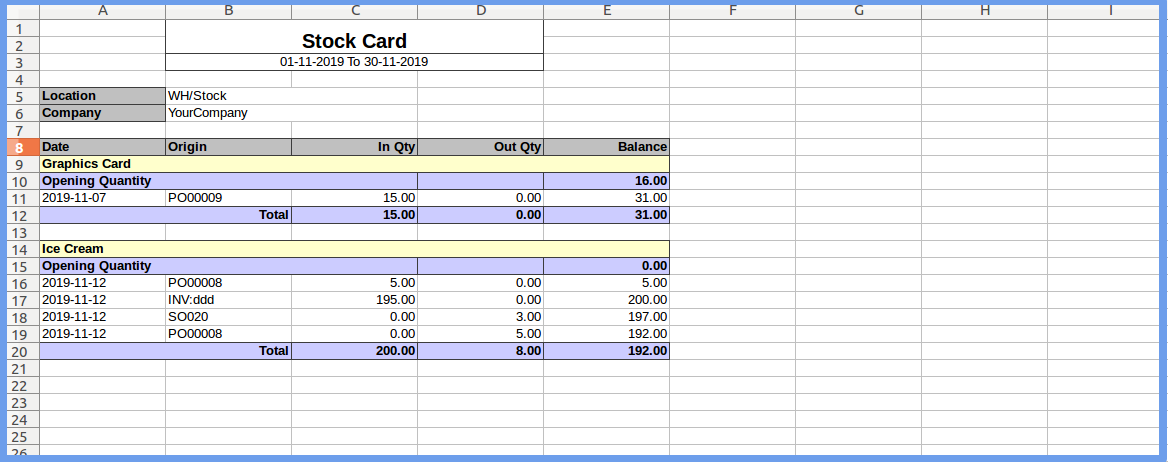 A B C D E F G H I
1
2 Stock Card
3 01-11-2019 To 30-11-2019
4
5 Location WH/Stock
6 Company YourCompany
7
8 Date Origin In Qty Out Qty Balance
9 Graphics Card
10 Opening Quantity 16.00
11 2019-11-07 PO00009 15.00 0.00 31.00
12 Total 15.00 0.00 31.00
13
14 Ice Cream
15 Opening Quantity 0.00
16 2019-11-12 PO00008 5.00 0.00 5.00
17 2019-11-12 INV:ddd 195.00 0.00 200.00
18 2019-11-12 SO020 0.00 3.00 197.00
19 2019-11-12 PO00008 0.00 5.00 192.00
20 Total 200.00 8.00 192.00
21
22
23
24
25
26